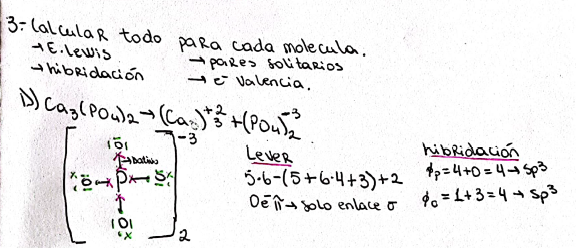 3-Calcular todo para cada molecula.
→ E. Lewis → pares solitarios
→ hibridación → e⁻ valencia.
1) Ca₃(PO₄)₂ → (Ca)₃⁺² + (PO₄)₂⁻³
-3
|O|
Dativo
O P O
|O|
2
Lever
5·6-(5+6·4+3)+2
0e⁻ π → solo enlace σ
hibridación
ϕp=4+0=4→sp³
ϕo=1+3=4→sp³